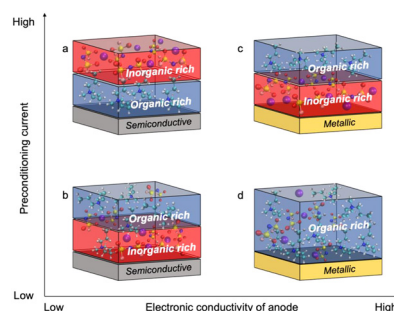 High
a
Inorganic rich
Organic rich
Semiconductive
c
Organic rich
Inorganic rich
Metallic
Preconditioning current
b
Organic rich
Inorganic rich
Semiconductive
d
Organic rich
Metallic
Low
Low
Electronic conductivity of anode
High